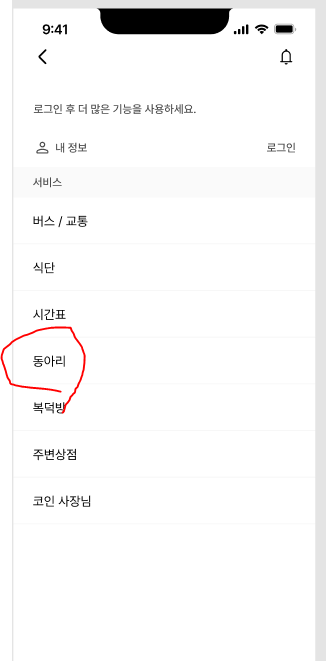 9:41
로그인 후 더 많은 기능을 사용하세요.
내 정보 로그인
서비스
버스 / 교통
식단
시간표
동아리
복덕방
주변상점
코인 사장님